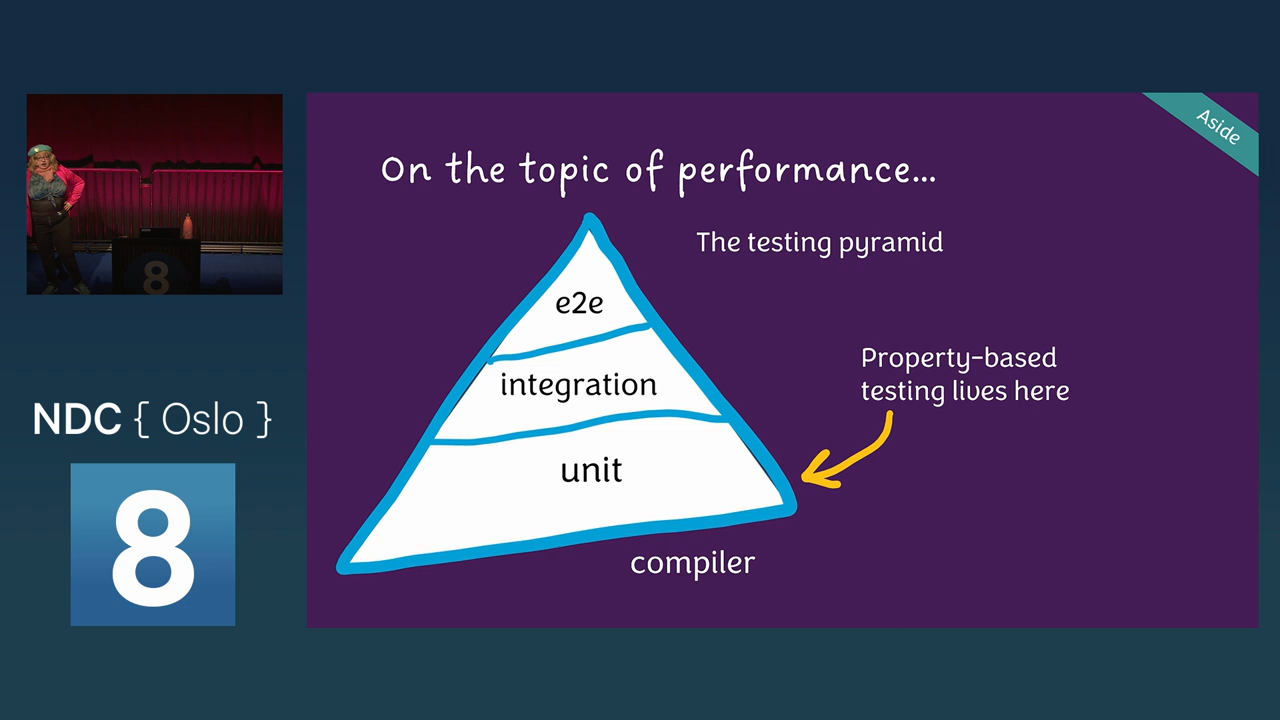 Aside
On the topic of performance...
The testing pyramid
e2e
Property-based
testing lives here
integration
unit
compiler
8
NDC { Oslo }
8